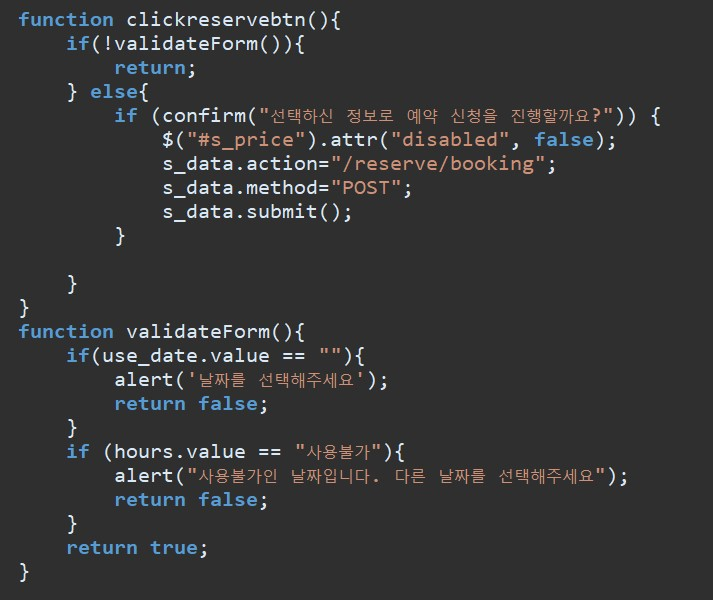 function clickreservebtn(){
    if(!validateForm()){
        return;
    } else{
        if (confirm("선택하신 정보로 예약 신청을 진행할까요?")) {
            $("#s_price").attr("disabled", false);
            s_data.action="/reserve/booking";
            s_data.method="POST";
            s_data.submit();
        }
    }
}
function validateForm(){
    if(use_date.value == ""){
        alert('날짜를 선택해주세요');
        return false;
    }
    if (hours.value == "사용불가"){
        alert("사용불가인 날짜입니다. 다른 날짜를 선택해주세요");
        return false;
    }
    return true;
}